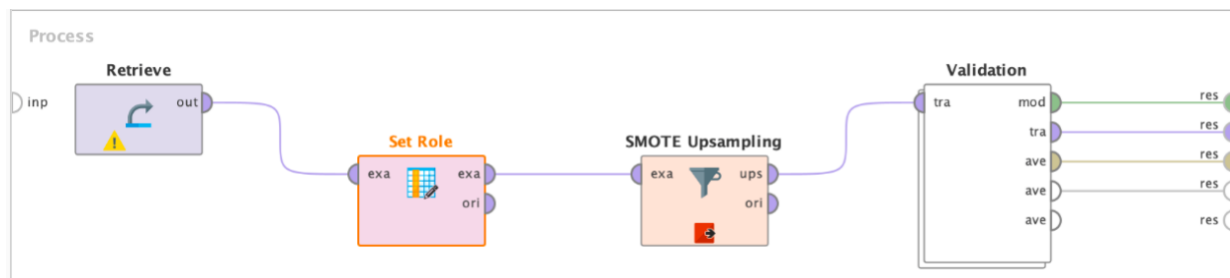 Process
Retrieve
inp
out
Set Role
exa
exa
ori
SMOTE Upsampling
exa
ups
ori
Validation
tra
mod
tra
ave
ave
ave
res
res
res
res
res